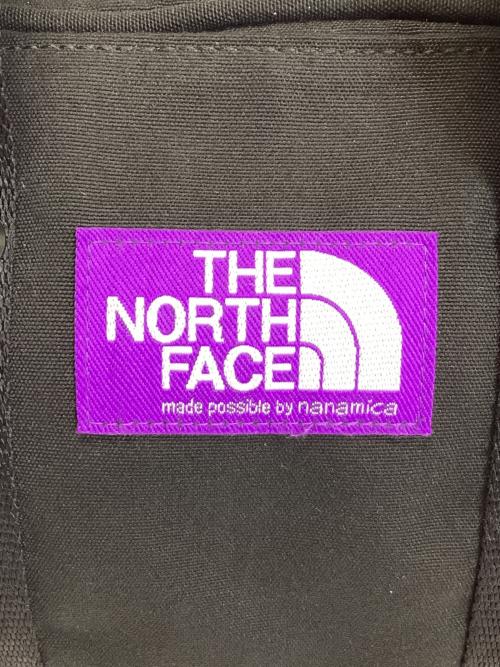 THE
NORTH
FACE
made possible by nanamica